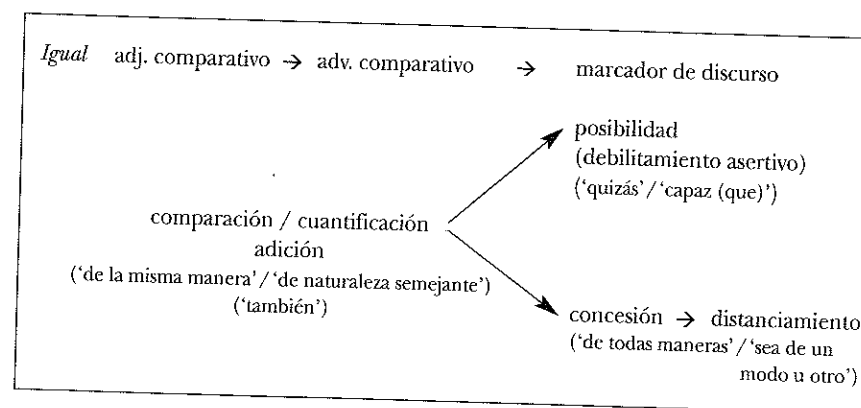 Igual adj. comparativo → adv. comparativo → marcador de discurso
posibilidad
(debilitamiento asertivo)
('quizás'/'capaz (que)')
comparación / cuantificación
adición
('de la misma manera'/'de naturaleza semejante')
('también')
concesión → distanciamiento
('de todas maneras'/'sea de un
modo u otro')